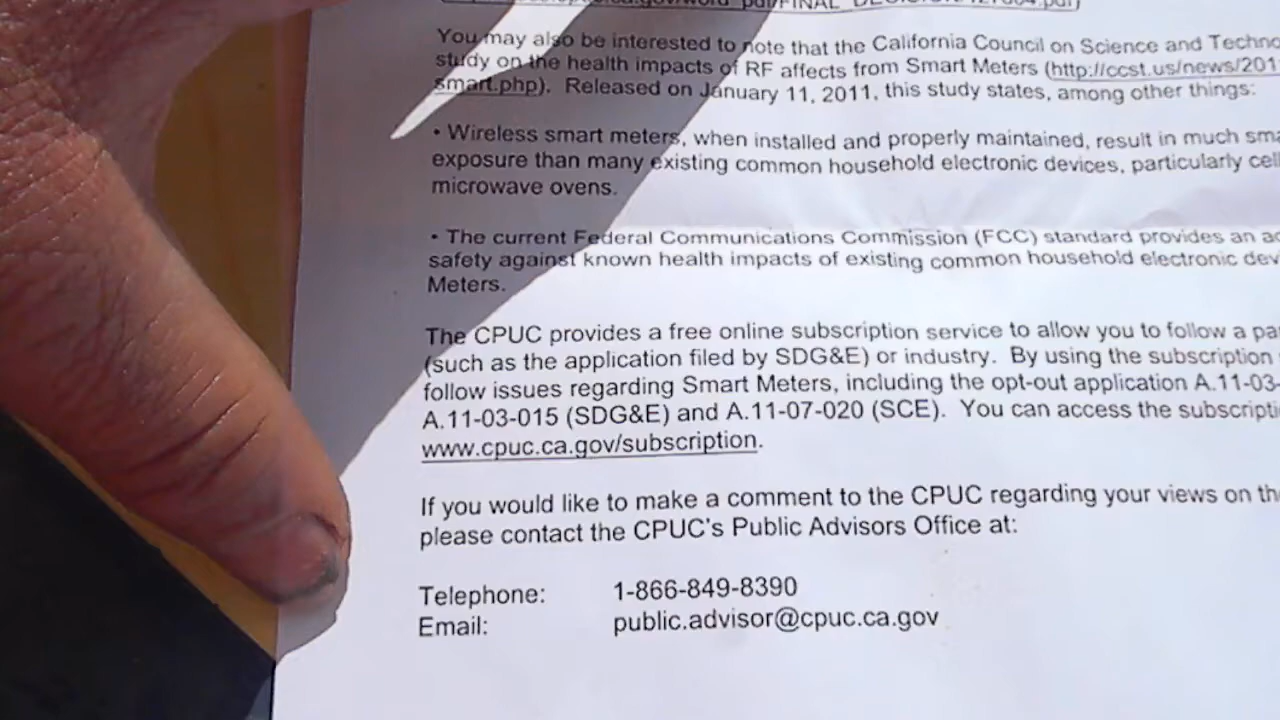 You may also be interested to note that the California Council on Science and Techno
study on the health impacts of RF affects from Smart Meters (http://ccst.us/news/201
smart.php). Released on January 11, 2011, this study states, among other things:
• Wireless smart meters, when installed and properly maintained, result in much sma
exposure than many existing common household electronic devices, particularly cel
microwave ovens.
• The current Federal Communications Commission (FCC) standard provides an ad
safety against known health impacts of existing common household electronic dev
Meters.
The CPUC provides a free online subscription service to allow you to follow a pa
(such as the application filed by SDG&E) or industry. By using the subscription
follow issues regarding Smart Meters, including the opt-out application A.11-03-
A.11-03-015 (SDG&E) and A.11-07-020 (SCE). You can access the subscripti
www.cpuc.ca.gov/subscription.
If you would like to make a comment to the CPUC regarding your views on th
please contact the CPUC's Public Advisors Office at:
Telephone: 1-866-849-8390
Email: public.advisor@cpuc.ca.gov